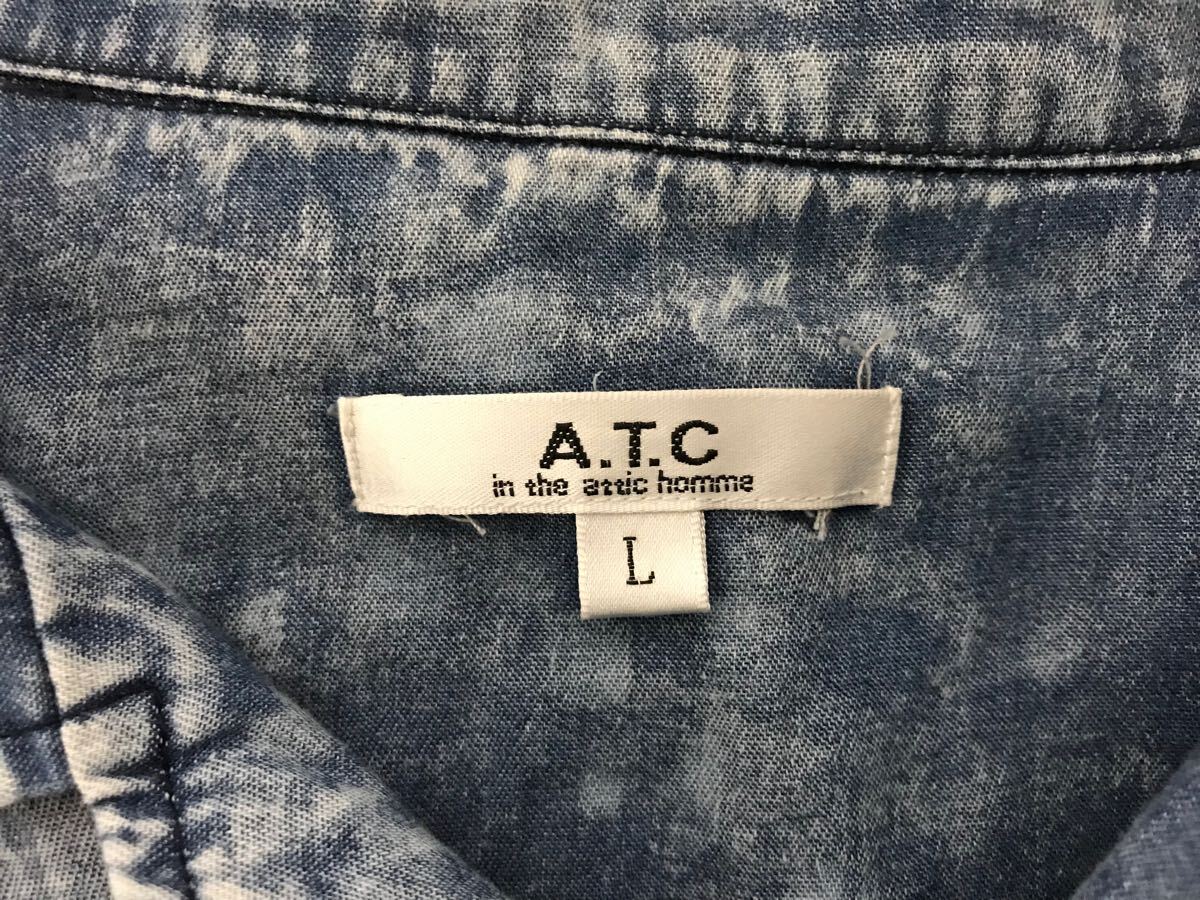 A.T.C
in the attic homme
L